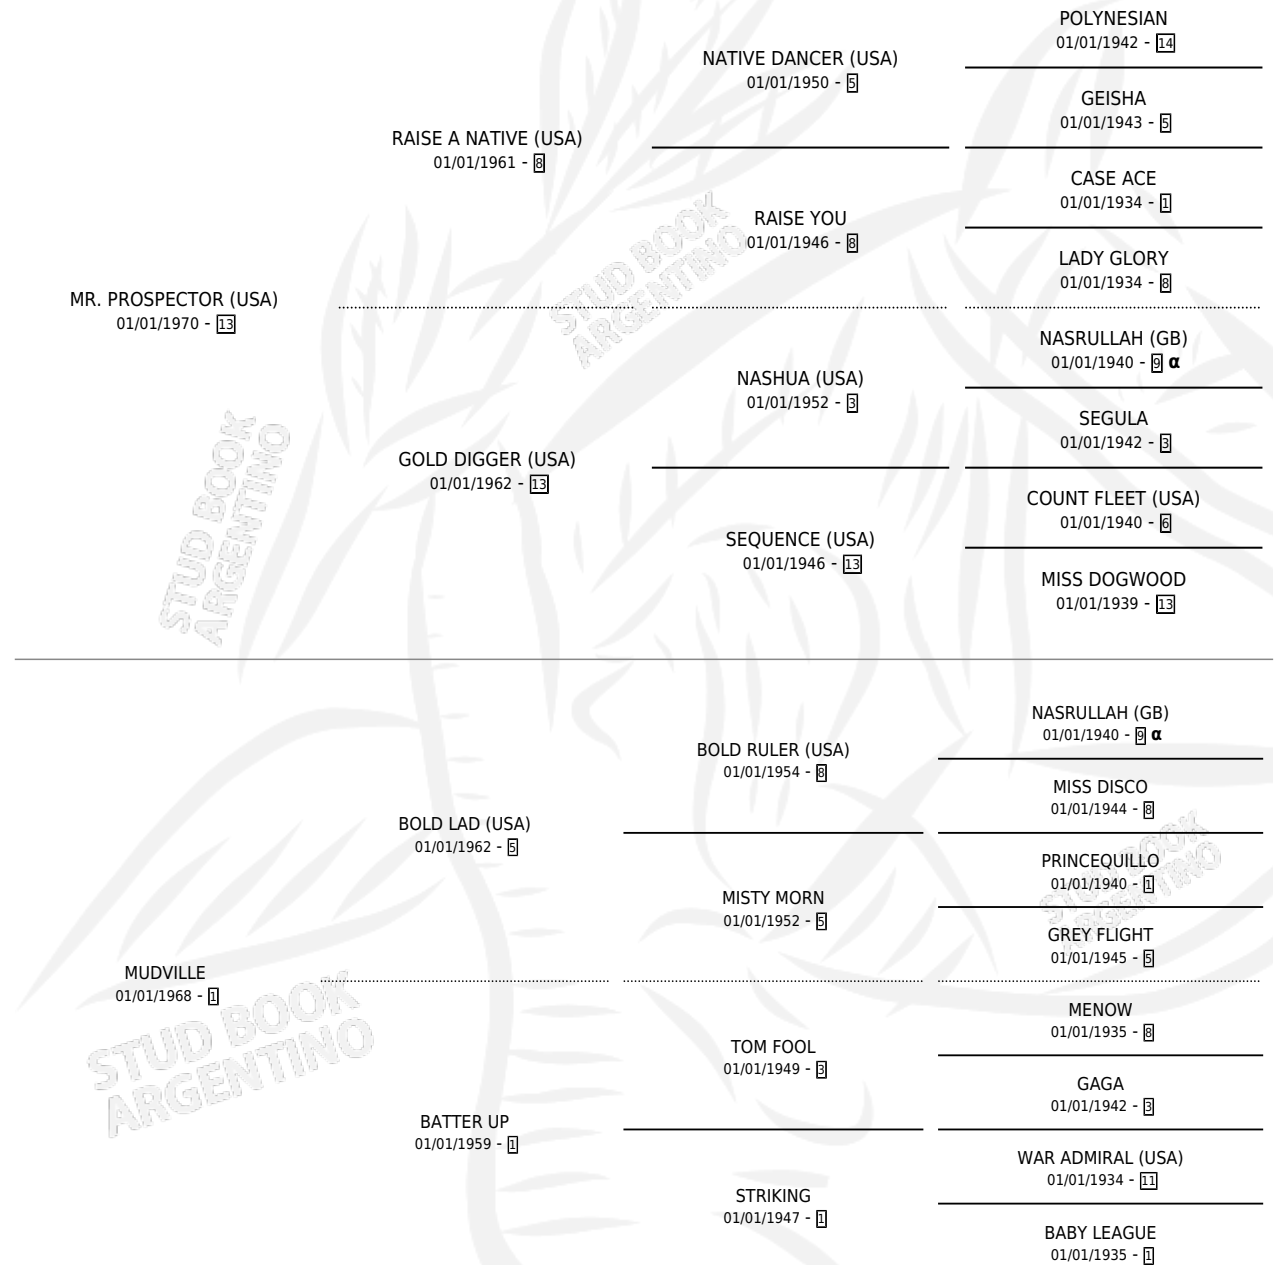 POLYNESIAN
01/01/1942 - 14
NATIVE DANCER (USA)
01/01/1950 - 5
GEISHA
01/01/1943 - 5
RAISE A NATIVE (USA)
01/01/1961 - 8
CASE ACE
01/01/1934 - 1
RAISE YOU
01/01/1946 - 8
LADY GLORY
01/01/1934 - 8
MR. PROSPECTOR (USA)
01/01/1970 - 13
NASRULLAH (GB)
01/01/1940 - 9 α
NASHUA (USA)
01/01/1952 - 3
SEGULA
01/01/1942 - 3
GOLD DIGGER (USA)
01/01/1962 - 13
COUNT FLEET (USA)
01/01/1940 - 6
SEQUENCE (USA)
01/01/1946 - 13
MISS DOGWOOD
01/01/1939 - 13
NASRULLAH (GB)
01/01/1940 - 9 α
BOLD RULER (USA)
01/01/1954 - 8
MISS DISCO
01/01/1944 - 8
BOLD LAD (USA)
01/01/1962 - 5
PRINCEQUILLO
01/01/1940 - 1
MISTY MORN
01/01/1952 - 5
GREY FLIGHT
01/01/1945 - 5
MUDVILLE
01/01/1968 - 1
MENOW
01/01/1935 - 8
TOM FOOL
01/01/1949 - 3
GAGA
01/01/1942 - 3
BATTER UP
01/01/1959 - 1
WAR ADMIRAL (USA)
01/01/1934 - 11
STRIKING
01/01/1947 - 1
BABY LEAGUE
01/01/1935 - 1
STUD BOOK
ARGENTINO
STUD BOOK
ARGENTINO
STUD BOOK
ARGENTINO
STUD BOOK
ARGENTINO